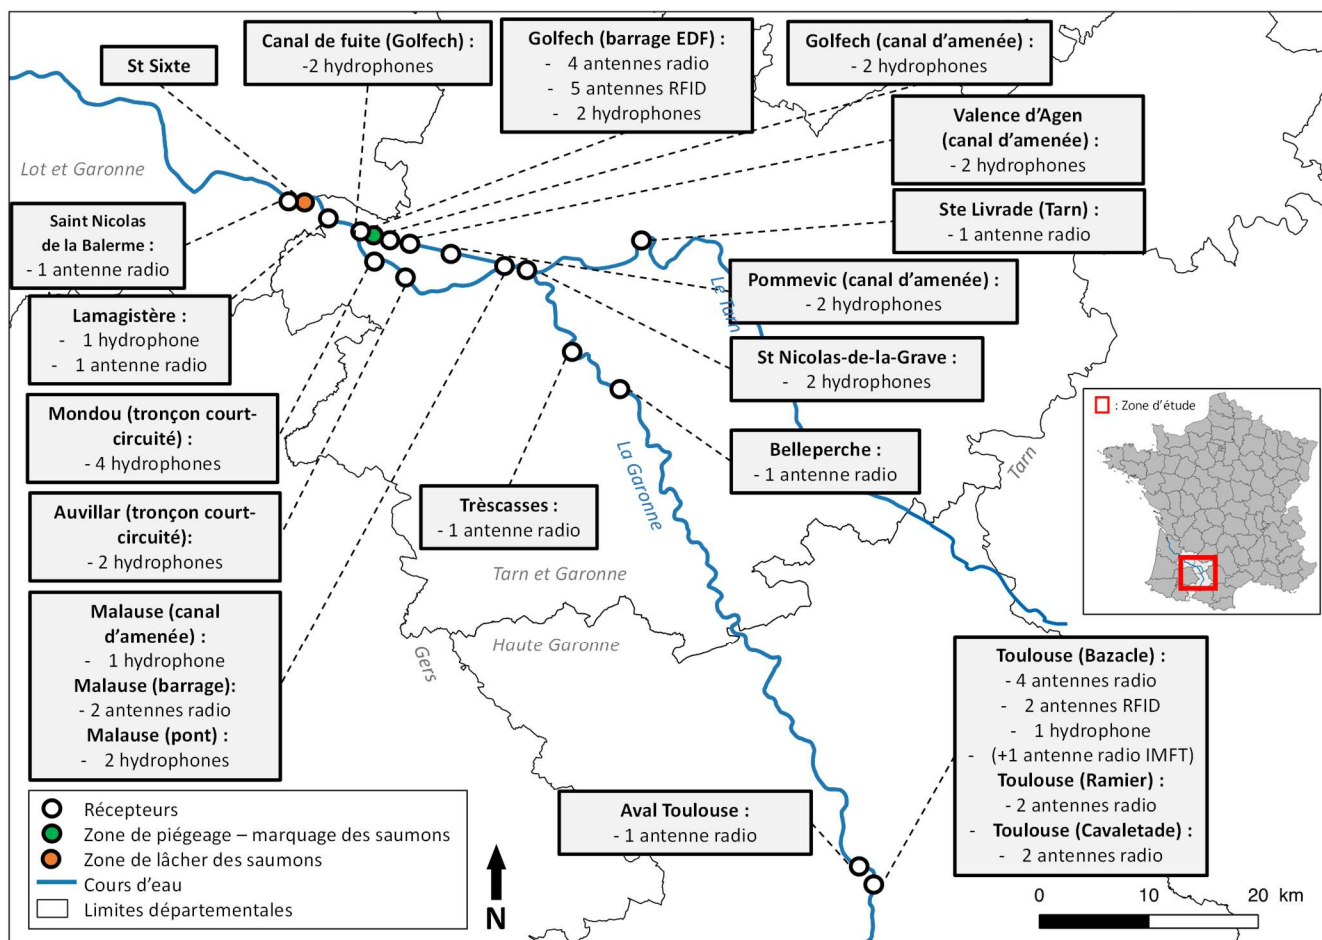 Canal de fuite (Golfech) :
-2 hydrophones
Golfech (barrage EDF) :
- 4 antennes radio
- 5 antennes RFID
- 2 hydrophones
Golfech (canal d'amenée) :
- 2 hydrophones
St Sixte
Valence d'Agen
(canal d'amenée) :
- 2 hydrophones
Lot et Garonne
Saint Nicolas
de la Balerme :
- 1 antenne radio
Ste Livrade (Tarn) :
- 1 antenne radio
Le Tarn
Pommevic (canal d'amenée) :
- 2 hydrophones
Lamagistère :
- 1 hydrophone
- 1 antenne radio
St Nicolas-de-la-Grave :
- 2 hydrophones
Mondou (tronçon court-
circuité) :
- 4 hydrophones
: Zone d'étude
La Garonne
Belleperche :
- 1 antenne radio
Tarn
Auvillar (tronçon court-
circuité):
- 2 hydrophones
Trèscasses :
- 1 antenne radio
Tarn et Garonne
Malause (canal
d'amenée) :
- 1 hydrophone
Malause (barrage):
- 2 antennes radio
Malause (pont) :
- 2 hydrophones
Gers
Haute Garonne
Toulouse (Bazacle) :
- 4 antennes radio
- 2 antennes RFID
- 1 hydrophone
- (+1 antenne radio IMFT)
Toulouse (Ramier) :
- 2 antennes radio
- Toulouse (Cavaletade) :
- 2 antennes radio
Aval Toulouse :
- 1 antenne radio
Récepteurs
Zone de piégeage – marquage des saumons
Zone de lâcher des saumons
Cours d'eau
Limites départementales
N
0 10 20 km